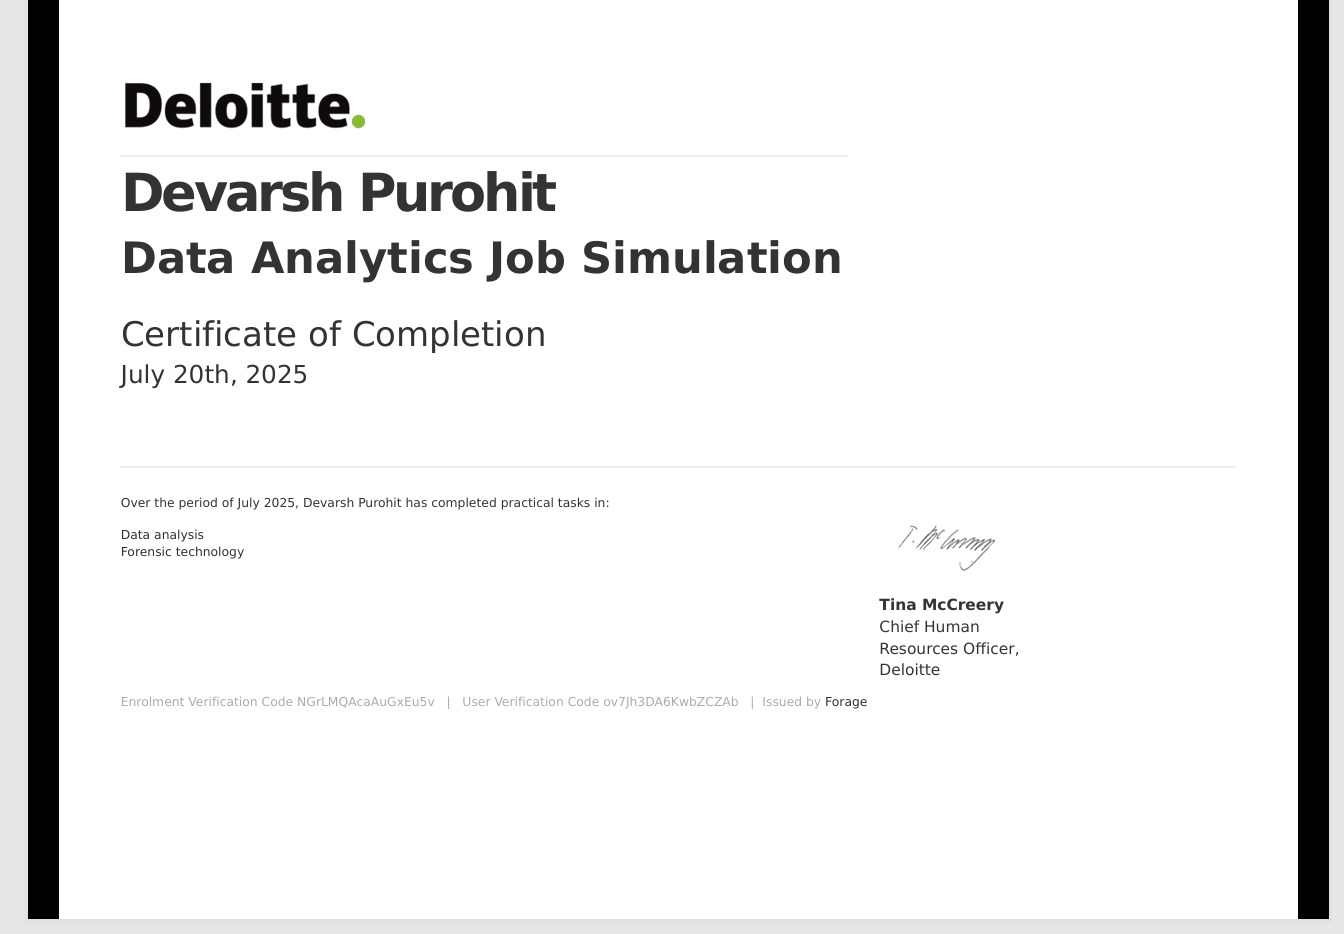 Deloitte.
Devarsh Purohit
Data Analytics Job Simulation
Certificate of Completion
July 20th, 2025
Over the period of July 2025, Devarsh Purohit has completed practical tasks in:
Data analysis
Forensic technology
T. McCreery
Tina McCreery
Chief Human
Resources Officer,
Deloitte
Enrolment Verification Code NGrLMQAcaAuGxEu5v | User Verification Code ov7Jh3DA6KwbZCZAb | Issued by Forage